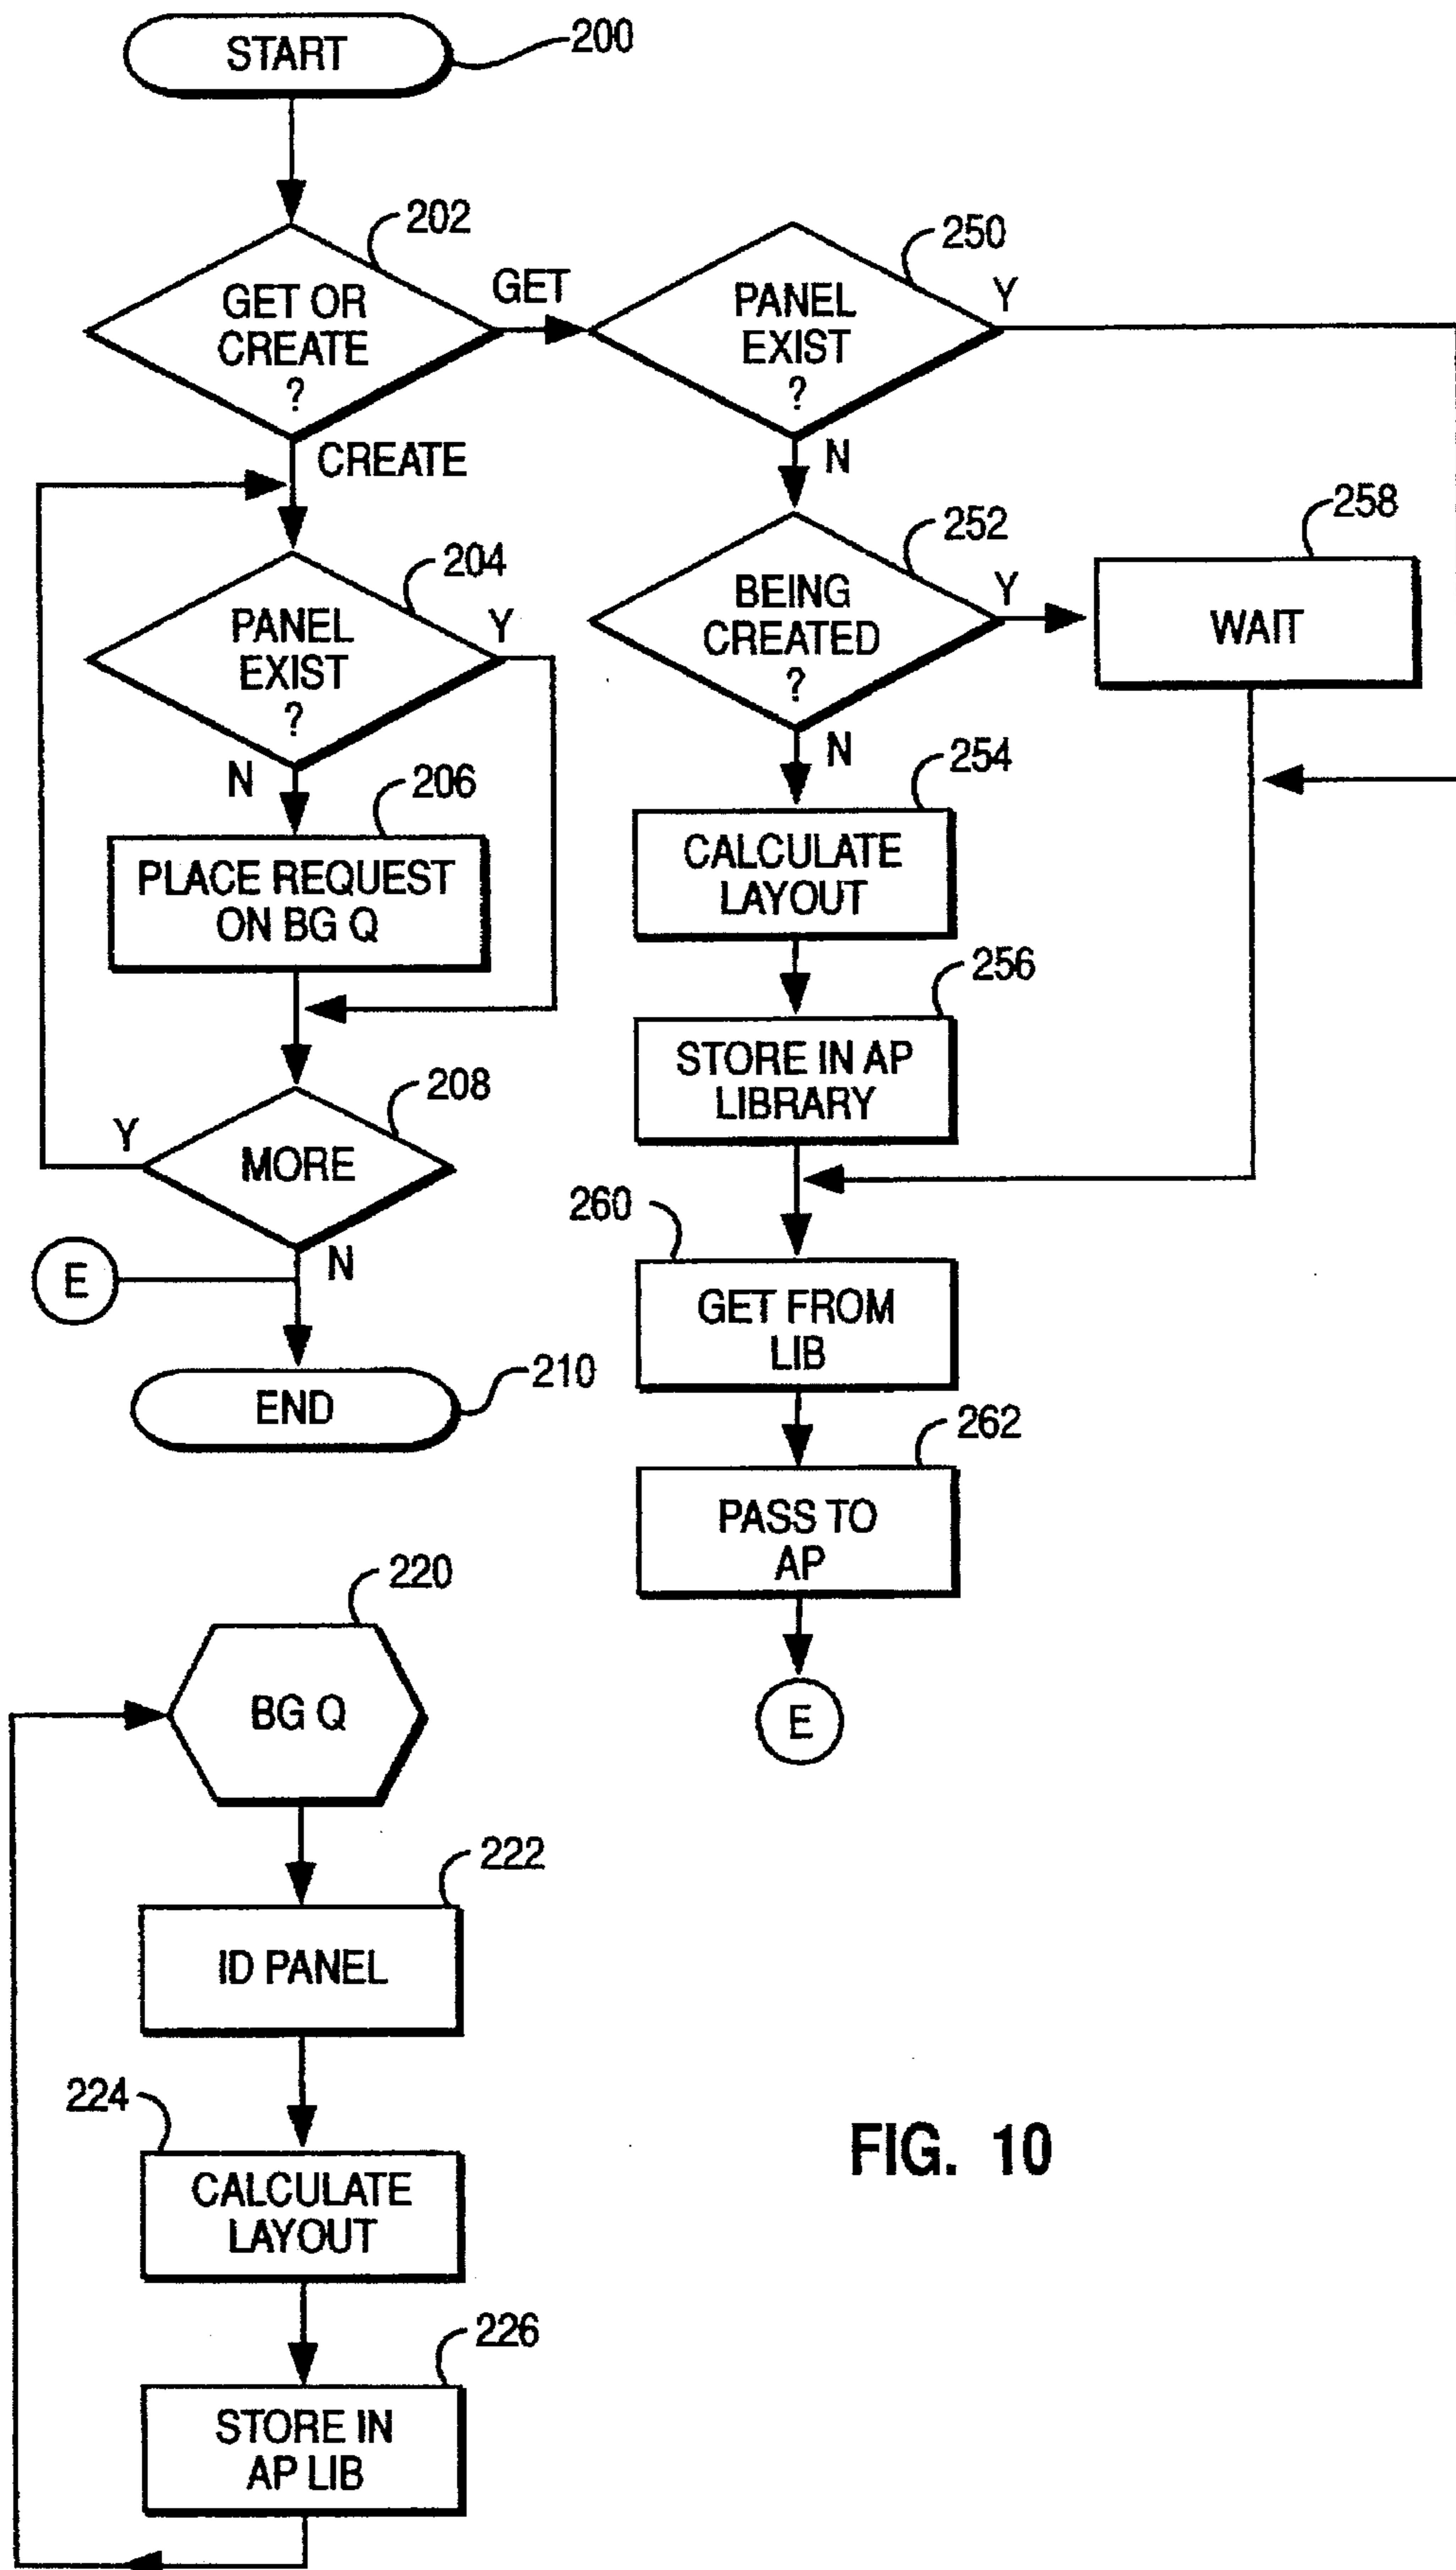 START
200
202
GET OR
CREATE
?
GET
CREATE
250
PANEL
EXIST
?
Y
N
204
PANEL
EXIST
?
Y
N
252
BEING
CREATED
?
Y
N
258
WAIT
206
PLACE REQUEST
ON BG Q
254
CALCULATE
LAYOUT
256
STORE IN AP
LIBRARY
208
MORE
Y
N
E
210
END
260
GET FROM
LIB
262
PASS TO
AP
E
220
BG Q
222
ID PANEL
224
CALCULATE
LAYOUT
226
STORE IN
AP LIB
FIG. 10